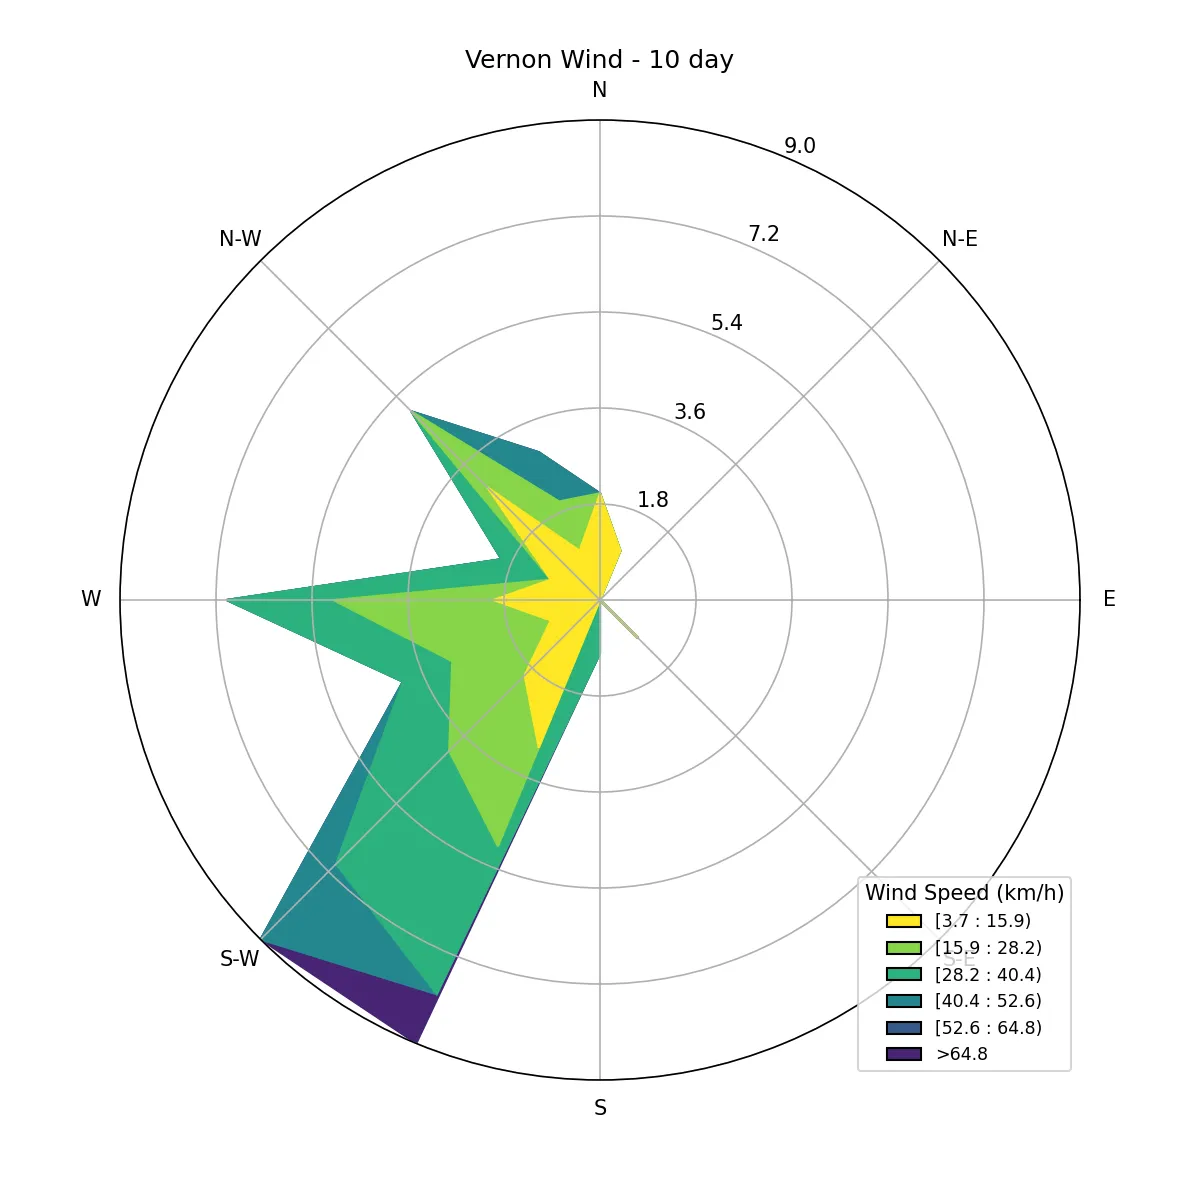 Vernon Wind - 10 day
N
9.0
N-W
7.2
N-E
5.4
3.6
1.8
W
E
Wind Speed (km/h)
[3.7 : 15.9)
[15.9 : 28.2)
S-W
S-E
[28.2 : 40.4)
[40.4 : 52.6)
[52.6 : 64.8)
>64.8
S